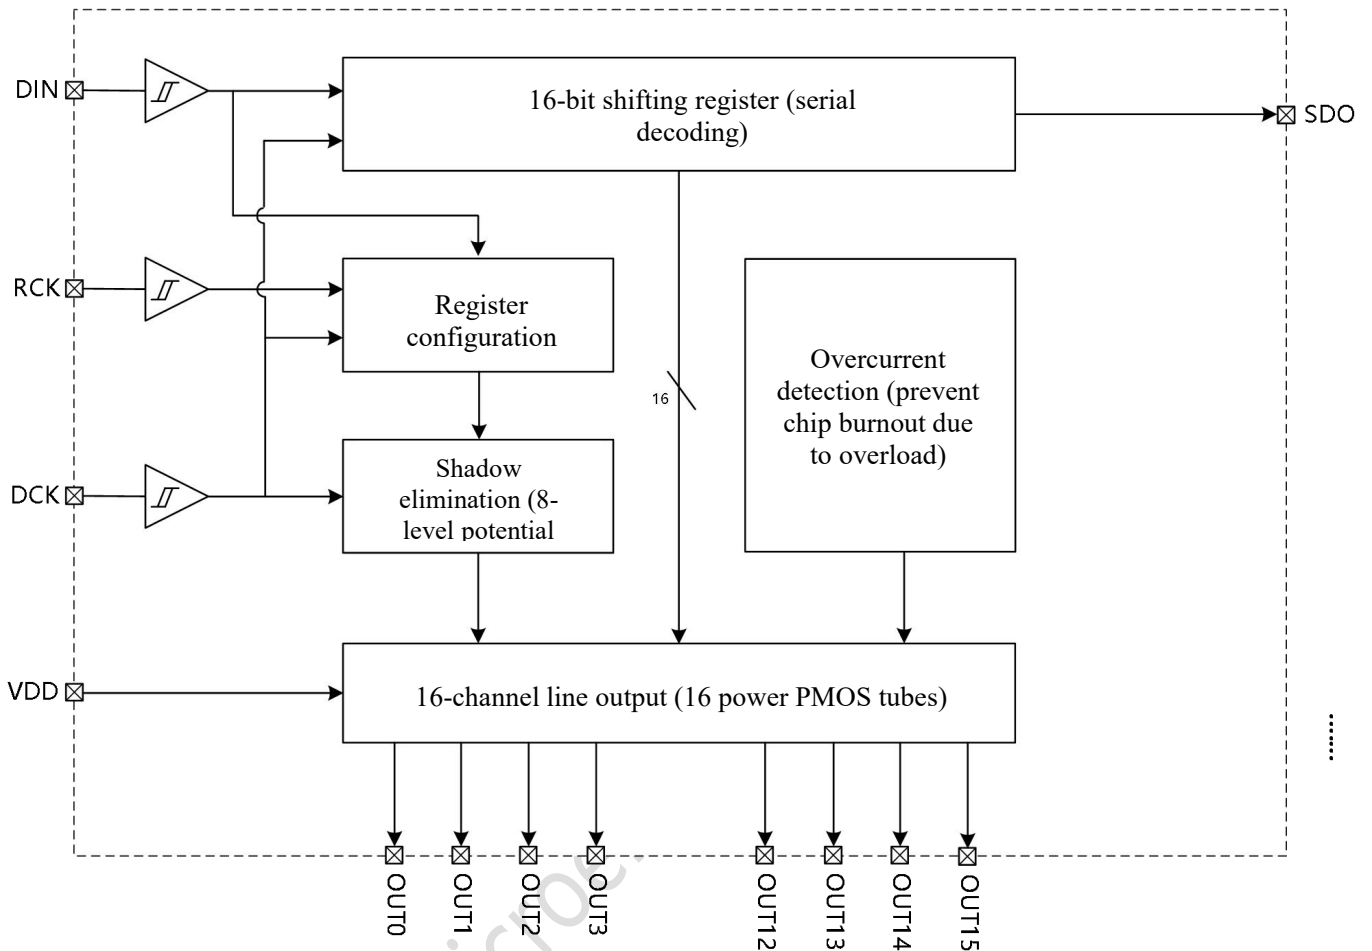 DIN
16-bit shifting register (serial
decoding)
SDO
RCK
Register
configuration
16
Overcurrent
detection (prevent
chip burnout due
to overload)
DCK
Shadow
elimination (8-
level potential
VDD
16-channel line output (16 power PMOS tubes)
.......
OUT0
OUT1
OUT2
OUT3
OUT12
OUT13
OUT14
OUT15